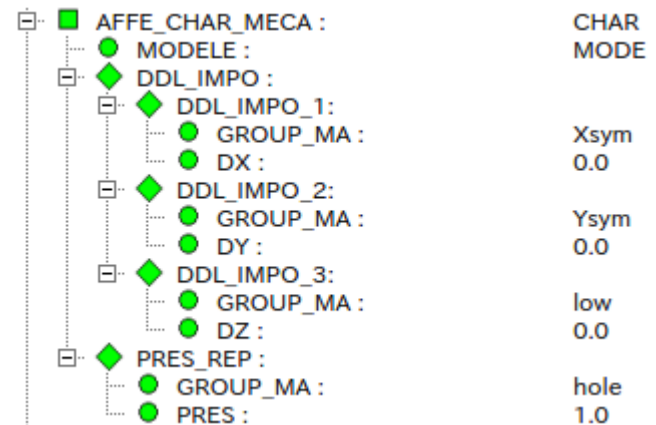 AFFE_CHAR_MECA : CHAR
MODELE : MODE
DDL_IMPO :
DDL_IMPO_1:
GROUP_MA : Xsym
DX : 0.0
DDL_IMPO_2:
GROUP_MA : Ysym
DY : 0.0
DDL_IMPO_3:
GROUP_MA : low
DZ : 0.0
PRES_REP :
GROUP_MA : hole
PRES : 1.0